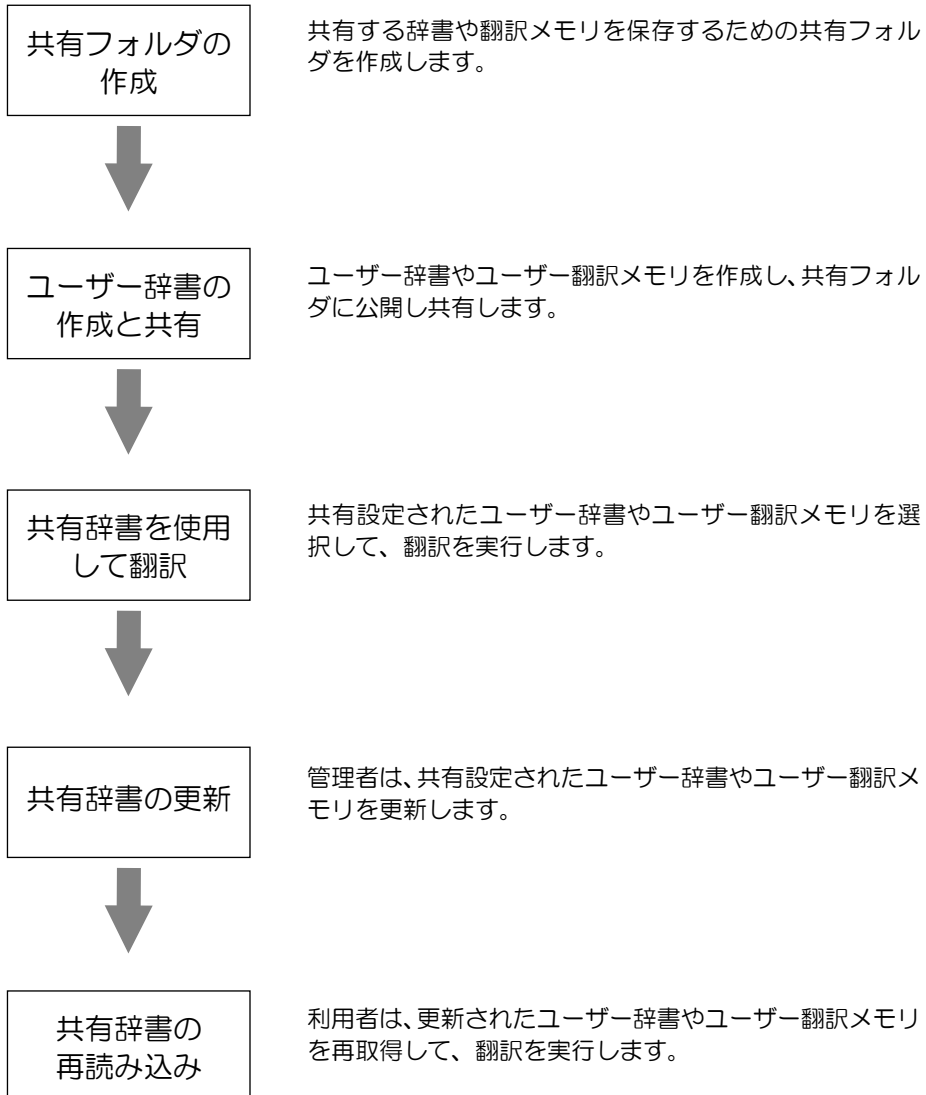 共有フォルダの
作成
共有する辞書や翻訳メモリを保存するための共有フォル
ダを作成します。
ユーザー辞書の
作成と共有
ユーザー辞書やユーザー翻訳メモリを作成し、共有フォル
ダに公開し共有します。
共有辞書を使用
して翻訳
共有設定されたユーザー辞書やユーザー翻訳メモリを選
択して、翻訳を実行します。
共有辞書の更新
管理者は、共有設定されたユーザー辞書やユーザー翻訳メ
モリを更新します。
共有辞書の
再読み込み
利用者は、更新されたユーザー辞書やユーザー翻訳メモリ
を再取得して、翻訳を実行します。